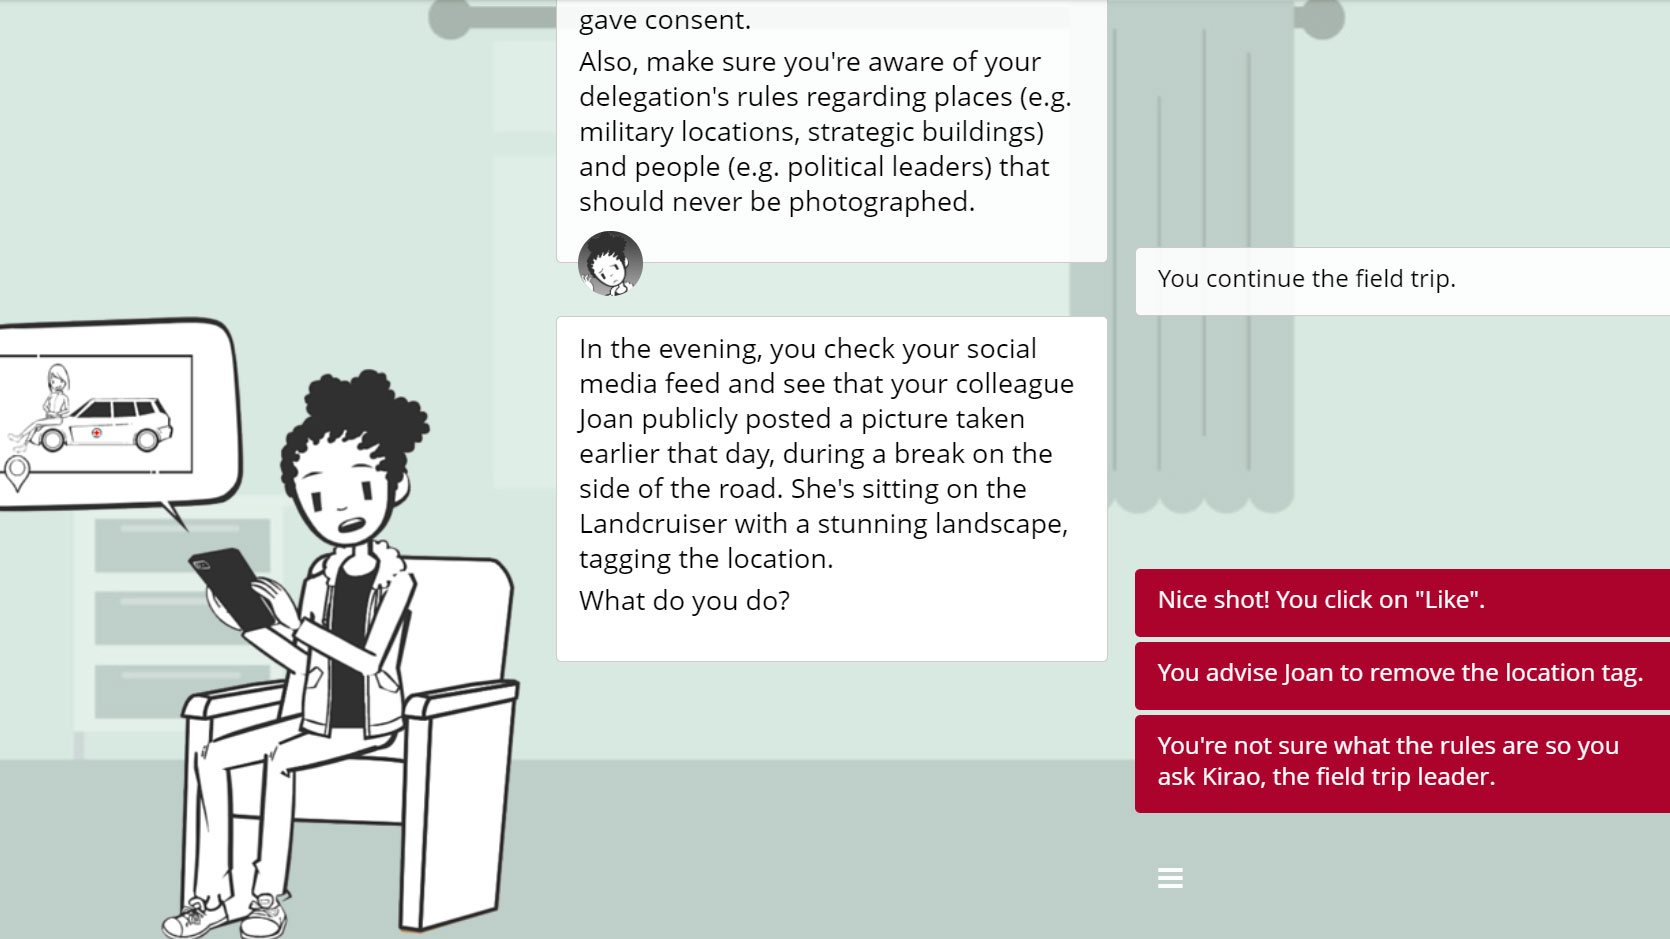 gave consent.
Also, make sure you're aware of your
delegation's rules regarding places (e.g.
military locations, strategic buildings)
and people (e.g. political leaders) that
should never be photographed.
You continue the field trip.
In the evening, you check your social
media feed and see that your colleague
Joan publicly posted a picture taken
earlier that day, during a break on the
side of the road. She's sitting on the
Landcruiser with a stunning landscape,
tagging the location.
What do you do?
Nice shot! You click on "Like".
You advise Joan to remove the location tag.
You're not sure what the rules are so you
ask Kirao, the field trip leader.